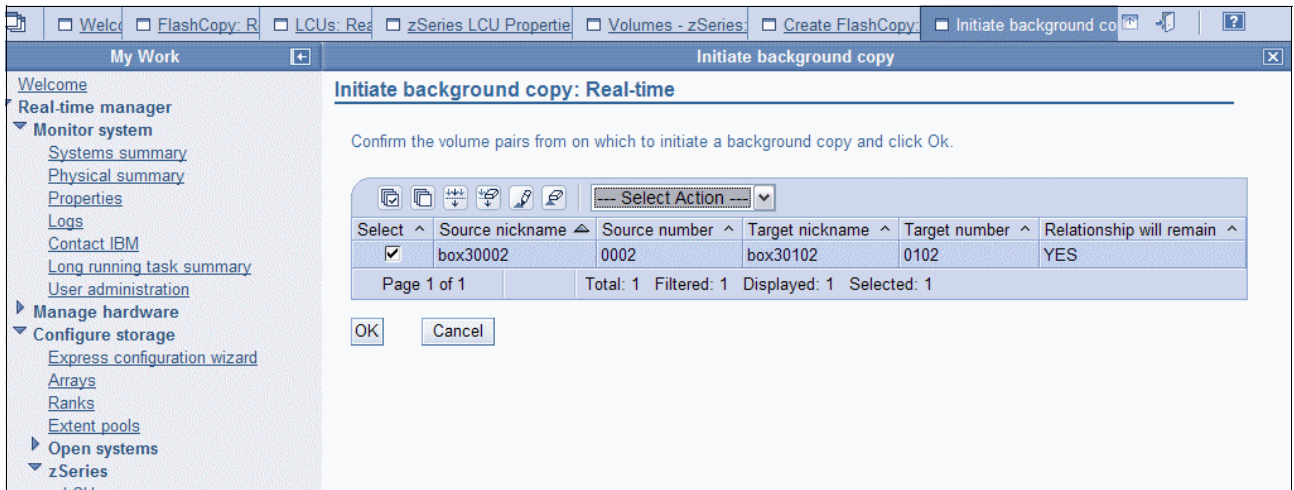 Welco FlashCopy: R LCUs: Rea zSeries LCU Propertie Volumes - zSeries: Create FlashCopy: Initiate background co ?
My Work Initiate background copy
Welcome
Real-time manager
Monitor system
Systems summary
Physical summary
Properties
Logs
Contact IBM
Long running task summary
User administration
Manage hardware
Configure storage
Express configuration wizard
Arrays
Ranks
Extent pools
Open systems
zSeries
Initiate background copy: Real-time
Confirm the volume pairs from on which to initiate a background copy and click Ok.
--- Select Action ---
Select Source nickname Source number Target nickname Target number Relationship will remain
box30002 0002 box30102 0102 YES
Page 1 of 1 Total: 1 Filtered: 1 Displayed: 1 Selected: 1
OK Cancel